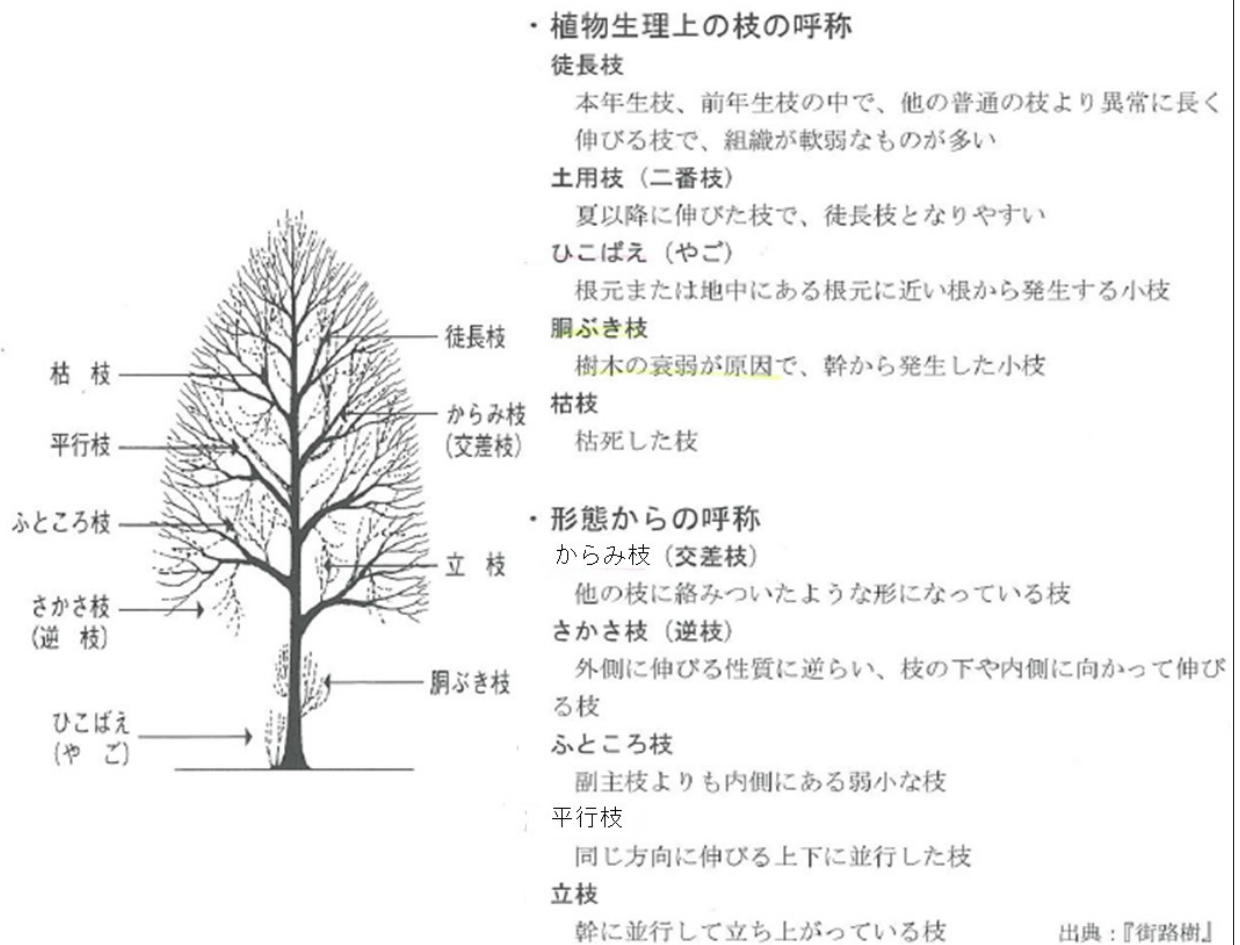 ・植物生理上の枝の呼称
徒長枝
本年生枝、前年生枝の中で、他の普通の枝より異常に長く
伸びる枝で、組織が軟弱なものが多い
土用枝（二番枝）
夏以降に伸びた枝で、徒長枝となりやすい
ひこばえ（やご）
根元または地中にある根元に近い根から発生する小枝
胴ぶき枝
樹木の衰弱が原因で、幹から発生した小枝
枯枝
枯死した枝
・形態からの呼称
からみ枝（交差枝）
他の枝に絡みついたような形になっている枝
さかさ枝（逆枝）
外側に伸びる性質に逆らい、枝の下や内側に向かって伸び
る枝
ふところ枝
副主枝よりも内側にある弱小な枝
平行枝
同じ方向に伸びる上下に並行した枝
立枝
幹に並行して立ち上がっている枝
出典：『街路樹』
枯　枝
平行枝
ふところ枝
さかさ枝
(逆　枝)
ひこばえ
(や　ご)
徒長枝
からみ枝
(交差枝)
立　枝
胴ぶき枝